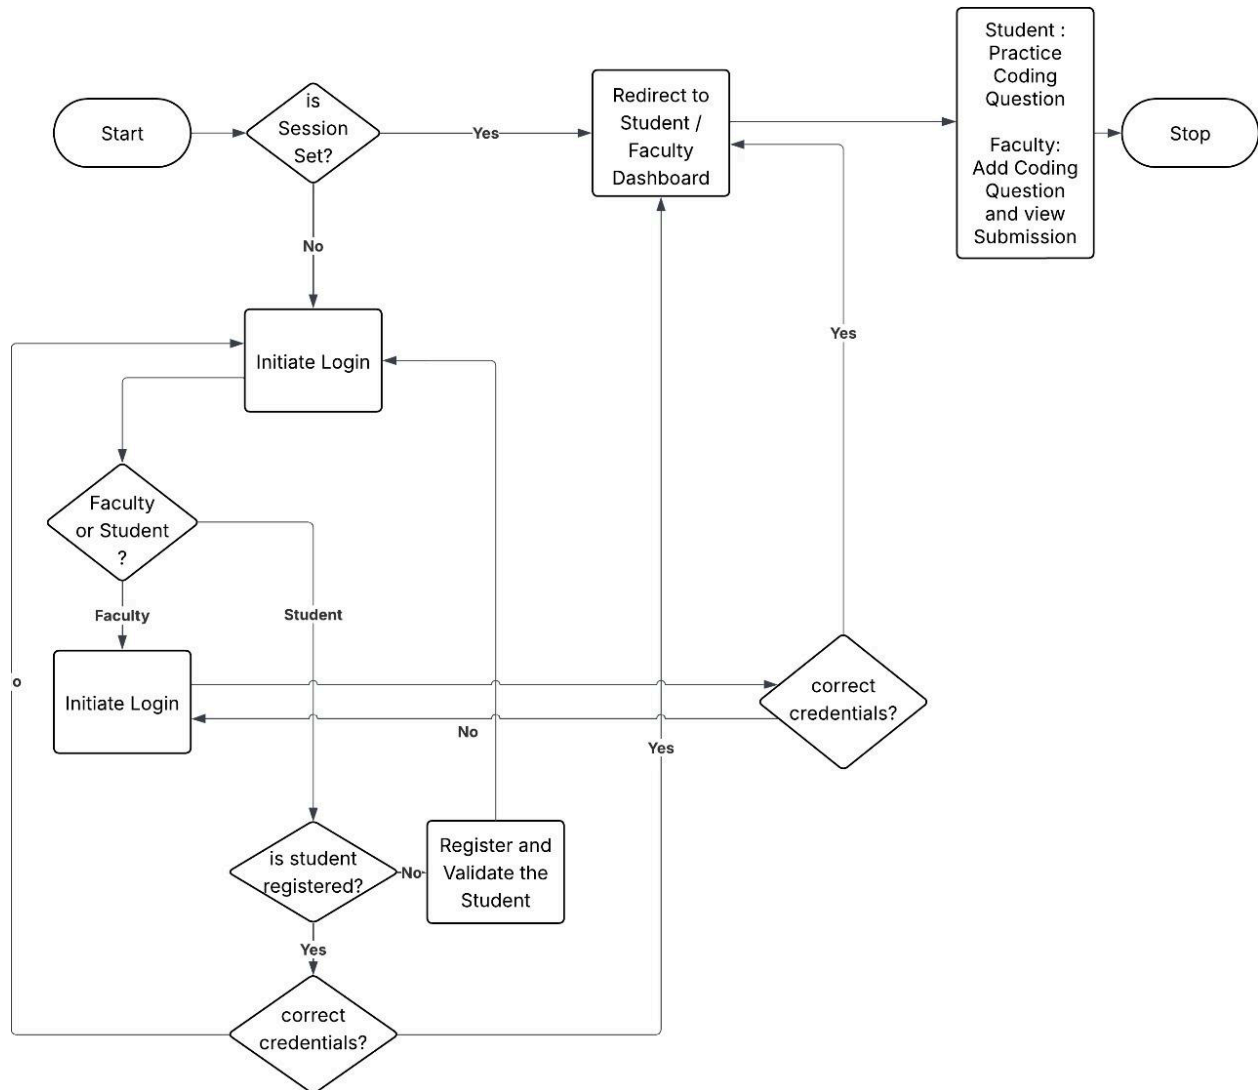 Start
is
Session
Set?
Yes
Redirect to
Student /
Faculty
Dashboard
Student :
Practice
Coding
Question
Faculty:
Add Coding
Question
and view
Submission
Stop
No
Initiate Login
Yes
Faculty
or Student
?
Faculty
Student
Initiate Login
o
correct
credentials?
No
Yes
is student
registered?
No
Register and
Validate the
Student
Yes
correct
credentials?